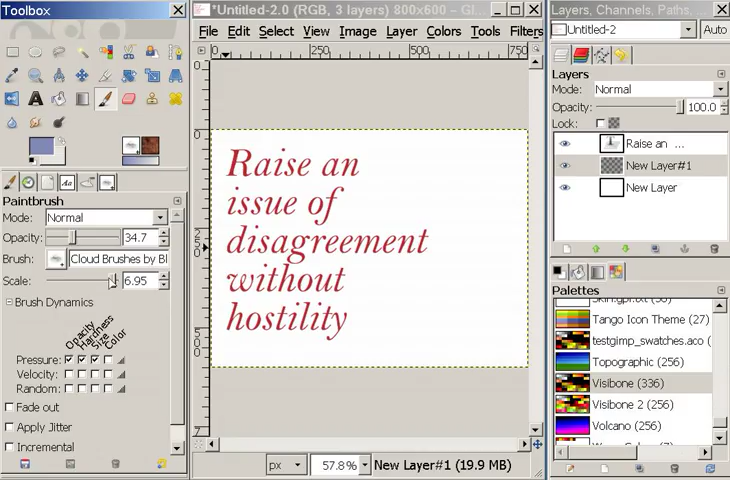 Toolbox
*Untitled-2.0 (RGB, 3 layers) 800x600 – GI
Layers, Channels, Paths,
Untitled-2
Auto
File Edit Select View Image Layer Colors Tools Filters
0 250 500 750
Layers
Mode: Normal
Opacity: 100.0
Lock:
Raise an ...
New Layer#1
New Layer
Raise an
issue of
disagreement
without
hostility
Paintbrush
Mode: Normal
Opacity: 34.7
Brush: Cloud Brushes by Bl
Scale: 6.95
Brush Dynamics
Opacity
Hardness
Size
Color
Pressure:
Velocity:
Random:
Fade out
Apply Jitter
Incremental
Palettes
Tango Icon Theme (27)
testgimp_swatches.aco (
Topographic (256)
Visibone (336)
Visibone 2 (256)
Volcano (256)
px 57.8% New Layer#1 (19.9 MB)